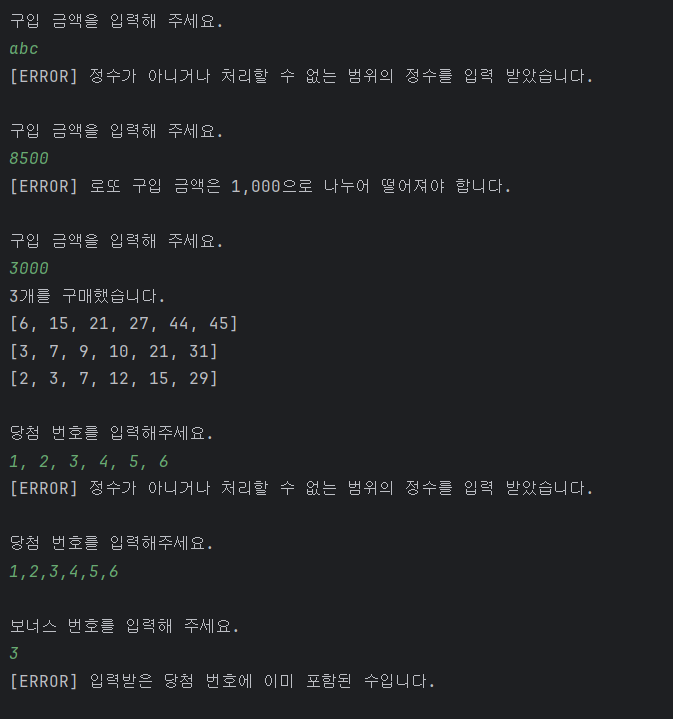 구입 금액을 입력해 주세요.
abc
[ERROR] 정수가 아니거나 처리할 수 없는 범위의 정수를 입력 받았습니다.
구입 금액을 입력해 주세요.
8500
[ERROR] 로또 구입 금액은 1,000으로 나누어 떨어져야 합니다.
구입 금액을 입력해 주세요.
3000
3개를 구매했습니다.
[6, 15, 21, 27, 44, 45]
[3, 7, 9, 10, 21, 31]
[2, 3, 7, 12, 15, 29]
당첨 번호를 입력해주세요.
1, 2, 3, 4, 5, 6
[ERROR] 정수가 아니거나 처리할 수 없는 범위의 정수를 입력 받았습니다.
당첨 번호를 입력해주세요.
1,2,3,4,5,6
보너스 번호를 입력해 주세요.
3
[ERROR] 입력받은 당첨 번호에 이미 포함된 수입니다.